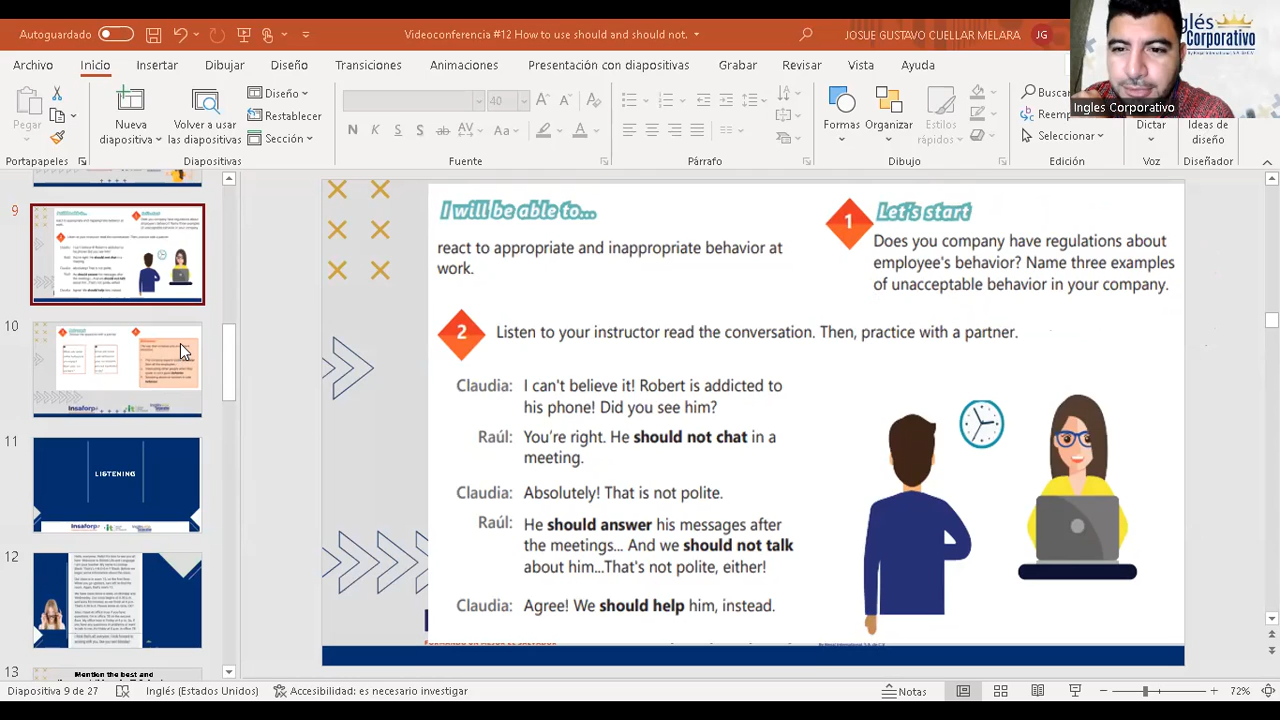 Autoguardado
Videoconferencia #12 How to use should and should not.
JOSUE GUSTAVO CUELLAR MELARA
JG
Inglés
Corporativo
Ingles Corporativo
Archivo
Inicio
Insertar
Dibujar
Diseño
Transiciones
Animaciones
Presentación con diapositivas
Grabar
Revisar
Vista
Ayuda
Pegar
Nueva
diapositiva
Volver a usar
las diapositivas
Diseño
Restablecer
Sección
40
N K S S ab AV Aa
Formas
Organizar
Estilos
rápidos
Buscar
Seleccionar
Dictar
Ideas de
diseño
Portapapeles
Diapositivas
Fuente
Párrafo
Dibujo
Edición
Voz
Diseñador
9
10
11
LISTENING
12
13
Mention the best and
I will be able to...
react to appropriate and inappropriate behavior at
work.
1
Let's start
Does you company have regulations about
employee's behavior? Name three examples
of unacceptable behavior in your company.
2
Listen to your instructor read the conversation. Then, practice with a partner.
Claudia: I can't believe it! Robert is addicted to
his phone! Did you see him?
Raúl: You're right. He should not chat in a
meeting.
Claudia: Absolutely! That is not polite.
Raúl: He should answer his messages after
the meetings... And we should not talk
about him...That's not polite, either!
Claudia: Agree! We should help him, instead.
Diapositiva 9 de 27
Inglés (Estados Unidos)
Accesibilidad: es necesario investigar
Notas
72%